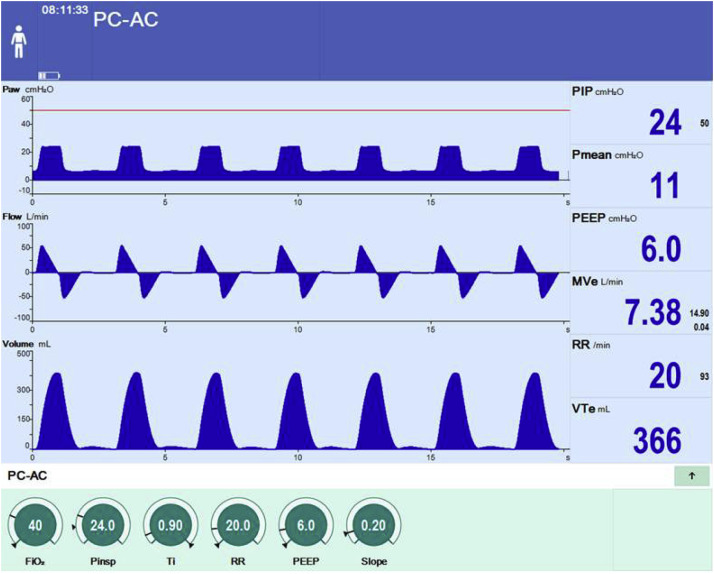 08:11:33
PC-AC
Paw cmH₂O
60
40
20
0
-10
0 5 10 15 s
Flow L/min
100
50
0
-50
-100
0 5 10 15 s
Volume mL
600
300
150
0
0 5 10 15 s
PIP cmH₂O
24 50
Pmean cmH₂O
11
PEEP cmH₂O
6.0
MVe L/min
7.38 14.90
0.04
RR /min
20 93
VTe mL
366
PC-AC
40 24.0 0.90 20.0 6.0 0.20
FiO₂ Pinsp Ti RR PEEP Slope